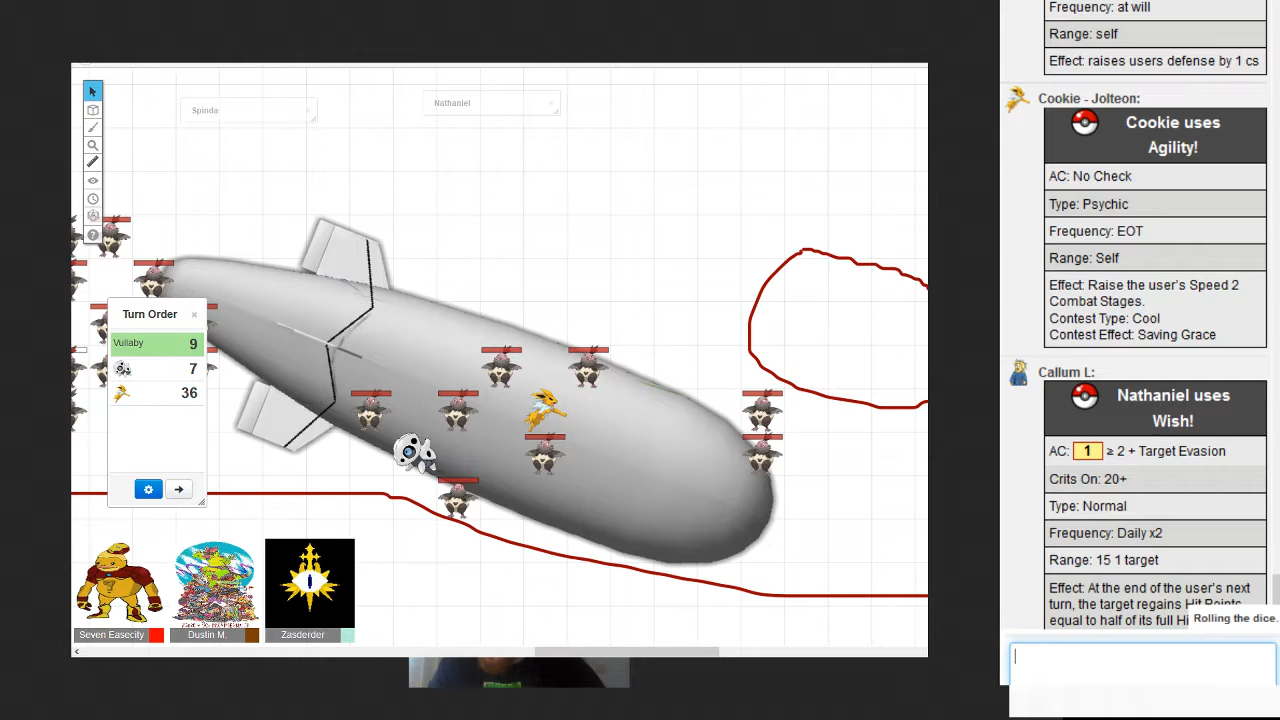 Spinda
Nathaniel
Turn Order
Vullaby 9
7
36
Seven Easecity
Dustin M.
Zasderder
Frequency: at will
Range: self
Effect: raises users defense by 1 cs
Cookie - Jolteon:
Cookie uses
Agility!
AC: No Check
Type: Psychic
Frequency: EOT
Range: Self
Effect: Raise the user's Speed 2
Combat Stages.
Contest Type: Cool
Contest Effect: Saving Grace
Callum L:
Nathaniel uses
Wish!
AC: 1 ≥ 2 + Target Evasion
Crits On: 20+
Type: Normal
Frequency: Daily x2
Range: 15 1 target
Effect: At the end of the user's next
turn, the target regains Hit Points
equal to half of its full Hi
Rolling the dice.